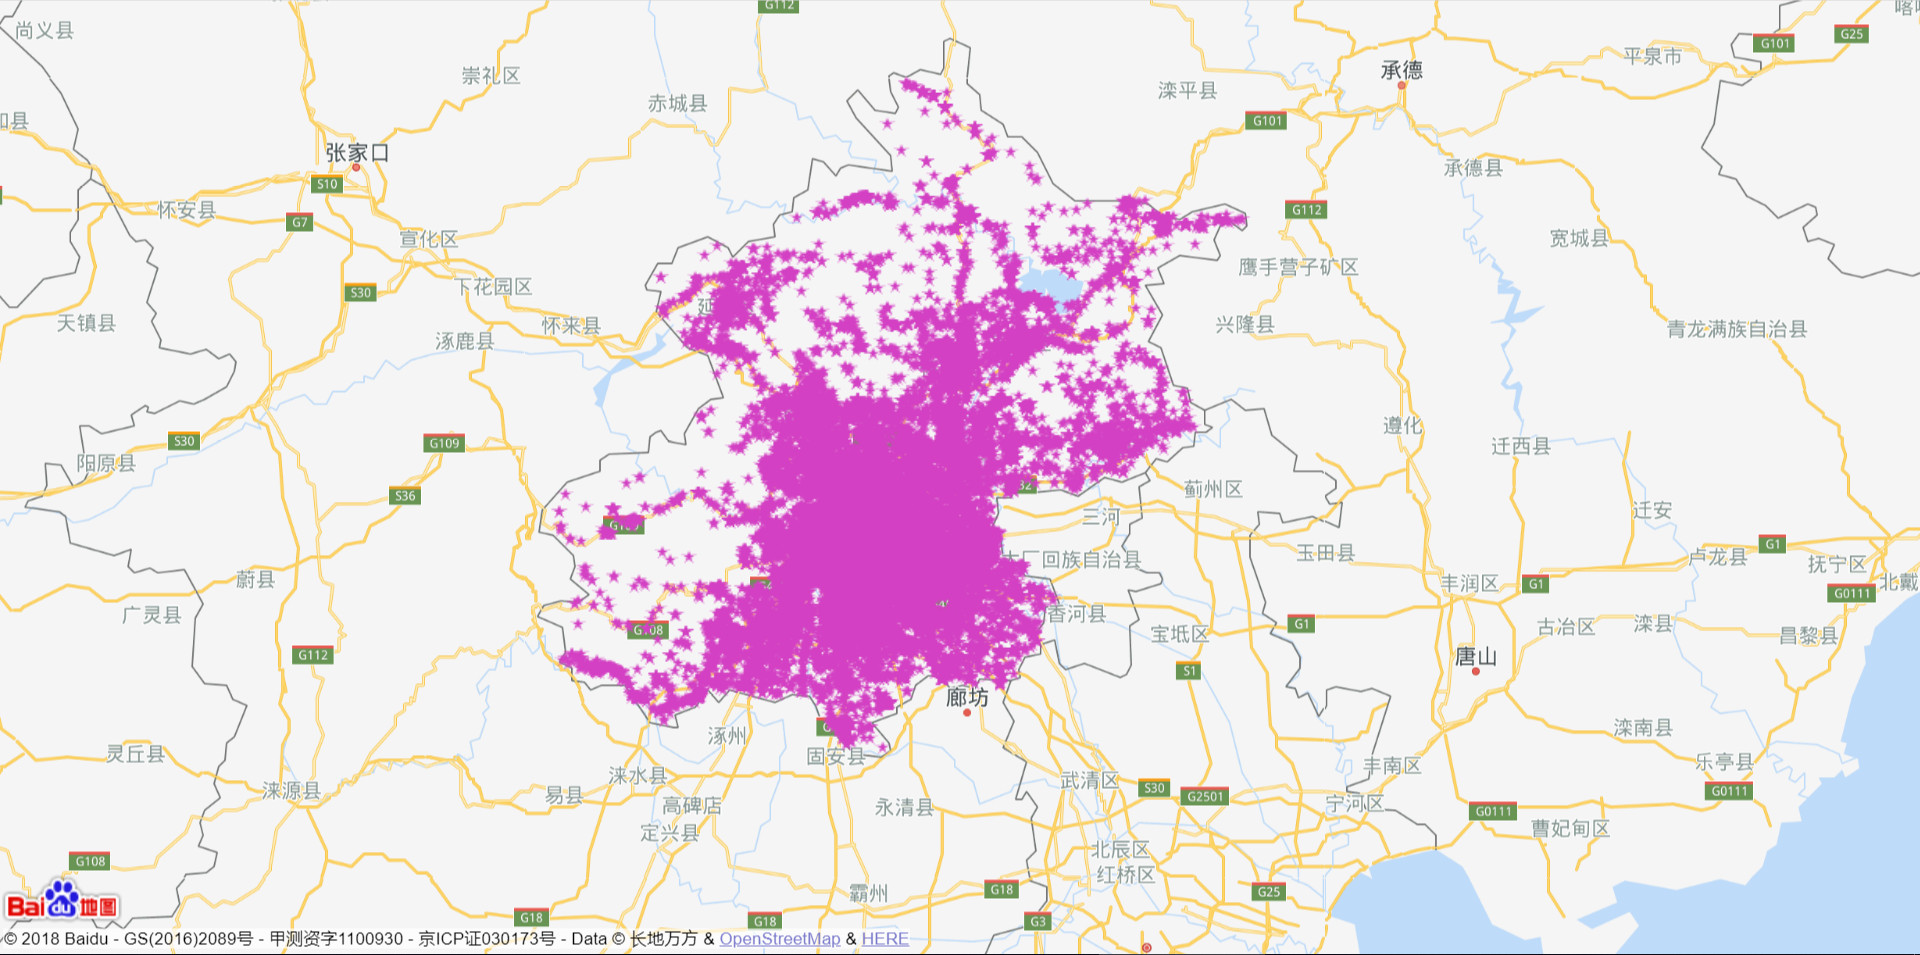 G112
尚义县
G101
G25
崇礼区
平泉市
承德
赤城县
滦平县
G101
张家口
承德县
S10
怀安县
G7
G112
宣化区
宽城县
鹰手营子矿区
S30
下花园区
延
天镇县
怀来县
兴隆县
青龙满族自治县
涿鹿县
遵化
S30
G109
迁西县
阳原县
S36
蓟州区
三河
迁安
玉田县
G1
卢龙县
回族自治县
抚宁区
蔚县
丰润区
G1
北戴
G0111
广灵县
香河县
G1
宝坻区
古冶区
滦县
昌黎县
G112
唐山
S1
廊坊
涿州
滦南县
灵丘县
固安县
丰南区
乐亭县
涞源县
涞水县
武清区
S30
G2501
G0111
易县
高碑店
永清县
宁河区
G0111
定兴县
曹妃甸区
北辰区
G108
红桥区
霸州
G18
G25
Bai du 地图
G18
G18
G3
© 2018 Baidu - GS(2016)2089号 - 甲测资字1100930 - 京ICP证030173号 - Data © 长地万方 & OpenStreetMap & HERE